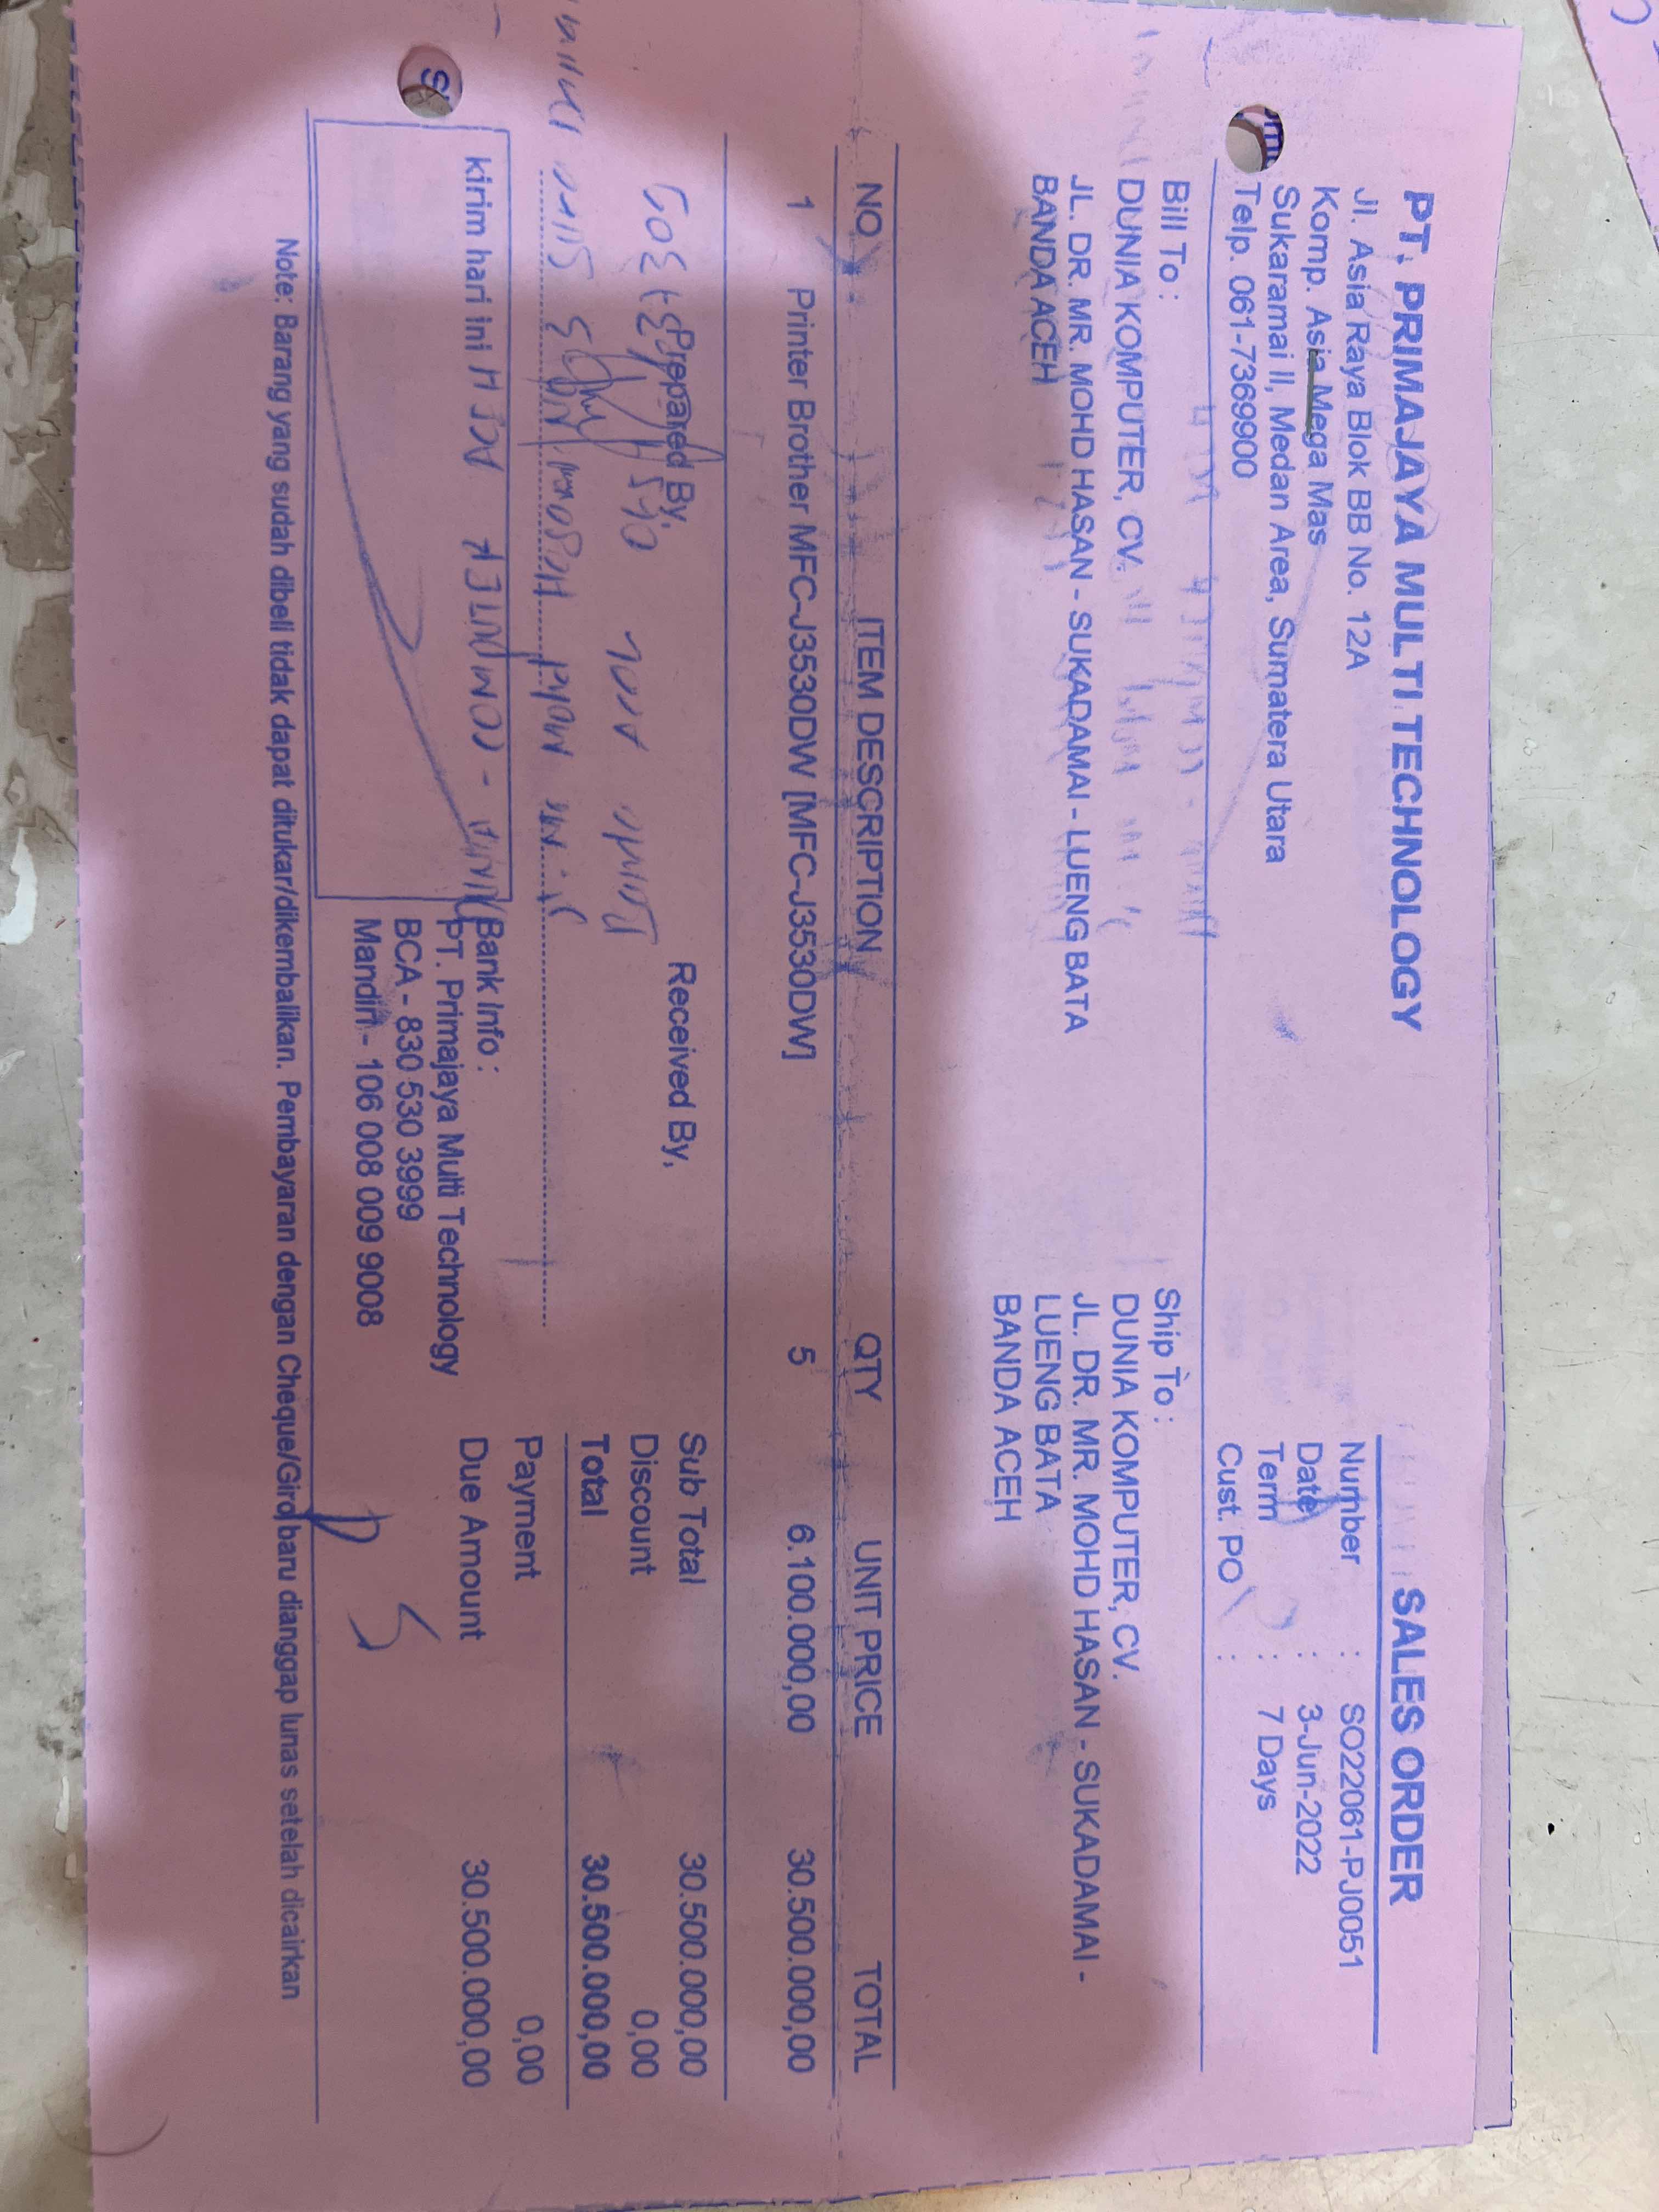 PT. PRIMAJAYA MULTI TECHNOLOGY
Jl. Asia Raya Blok BB No. 12A
Komp. Asia Mega Mas
Sukaramai II, Medan Area, Sumatera Utara
Telp. 061-7369900
SALES ORDER
Number : SO22061-PJ0051
Date : 3-Jun-2022
Term : 7 Days
Cust. PO :
Bill To :
DUNIA KOMPUTER, CV.
JL. DR. MR. MOHD HASAN - SUKADAMAI - LUENG BATA
BANDA ACEH
Ship To :
DUNIA KOMPUTER, CV.
JL. DR. MR. MOHD HASAN - SUKADAMAI -
LUENG BATA
BANDA ACEH
NO ITEM DESCRIPTION QTY UNIT PRICE TOTAL
1 Printer Brother MFC-J3530DW [MFC-J3530DW] 5 6.100.000,00 30.500.000,00
Prepared By,
Received By,
Sub Total 30.500.000,00
Discount 0,00
Total 30.500.000,00
Payment 0,00
Due Amount 30.500.000,00
kirim hari ini
Bank Info :
PT. Primajaya Multi Technology
BCA - 830 530 3999
Mandiri - 106 008 009 9008
Note: Barang yang sudah dibeli tidak dapat ditukar/dikembalikan. Pembayaran dengan Cheque/Giro baru dianggap lunas setelah dicairkan